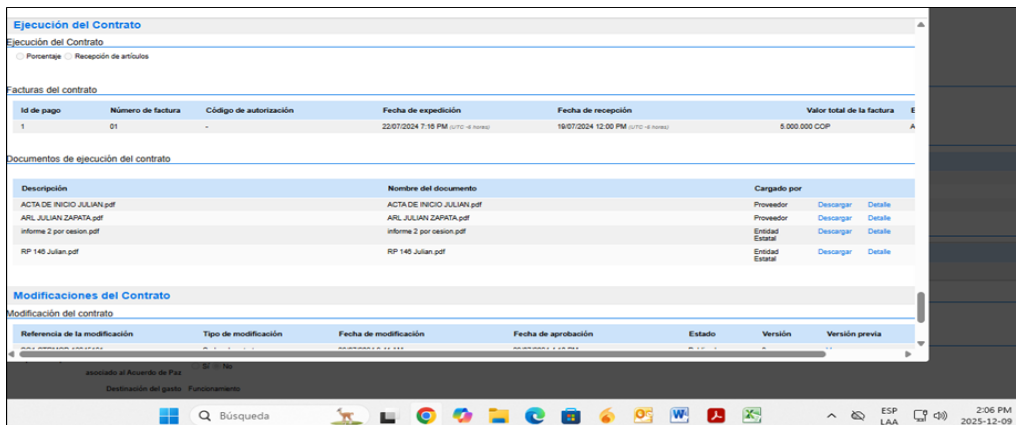 Ejecución del Contrato
Ejecución del Contrato
Porcentaje Recepción de artículos
Facturas del contrato
Id de pago Número de factura Código de autorización Fecha de expedición Fecha de recepción Valor total de la factura E
1 01 - 22/07/2024 7:16 PM (UTC -5 horas) 19/07/2024 12:00 PM (UTC -5 horas) 5.000.000 COP A
Documentos de ejecución del contrato
Descripción Nombre del documento Cargado por
ACTA DE INICIO JULIAN.pdf ACTA DE INICIO JULIAN.pdf Proveedor Descargar Detalle
ARL JULIAN ZAPATA.pdf ARL JULIAN ZAPATA.pdf Proveedor Descargar Detalle
informe 2 por cesion.pdf informe 2 por cesion.pdf Entidad Estatal Descargar Detalle
RP 146 Julian.pdf RP 146 Julian.pdf Entidad Estatal Descargar Detalle
Modificaciones del Contrato
Modificación del contrato
Referencia de la modificación Tipo de modificación Fecha de modificación Fecha de aprobación Estado Versión Versión previa
asociado al Acuerdo de Paz Sí No
Destinación del gasto Funcionamiento
Búsqueda
ESP
LAA
2:06 PM
2025-12-09